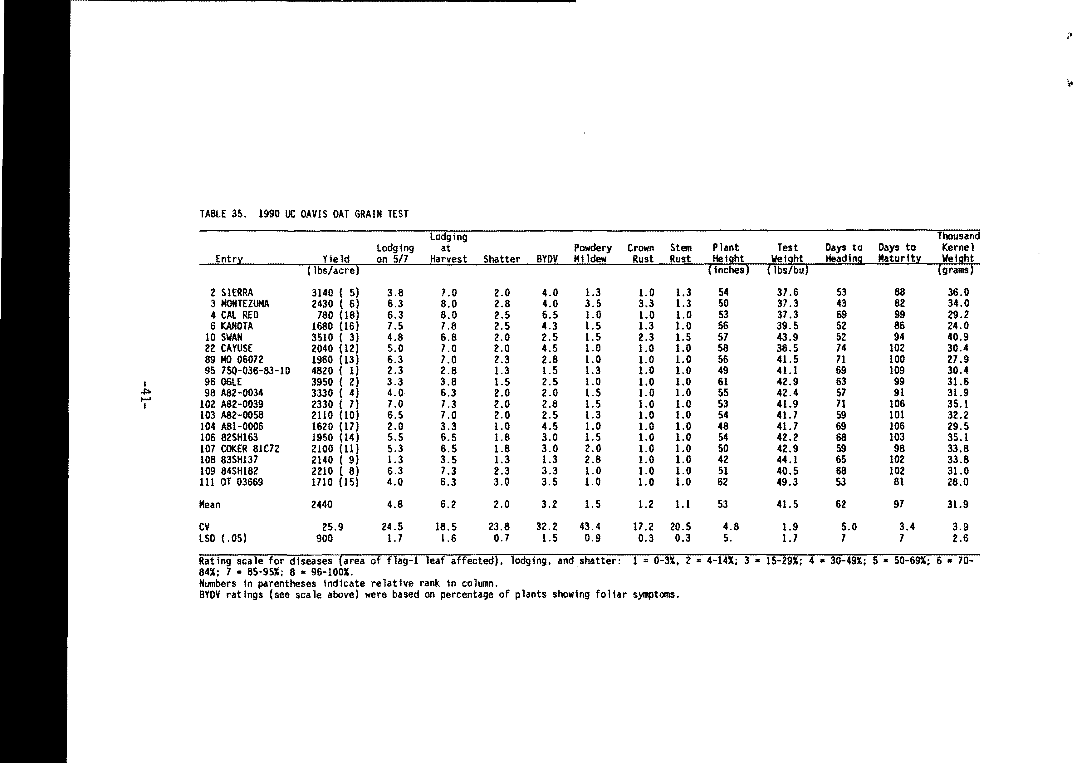 TABLE 35. 1990 UC DAVIS OAT GRAIN TEST
Lodging Thousand
Lodging at Powdery Crown Stem Plant Test Days to Days to Kernel
Entry Yield on 5/7 Harvest Shatter BYDV Mildew Rust Rust Height Weight Heading Maturity Weight
(lbs/acre) (inches) (lbs/bu) (grams)
2 SIERRA 3140 ( 5) 3.8 7.0 2.0 4.0 1.3 1.0 1.3 54 37.6 53 88 36.0
3 MONTEZUMA 2430 ( 6) 6.3 8.0 2.8 4.0 3.5 3.3 1.3 50 37.3 43 82 34.0
4 CAL RED 780 (18) 6.3 8.0 2.5 6.5 1.0 1.0 1.0 53 37.3 69 99 29.2
6 KANOTA 1680 (16) 7.5 7.8 2.5 4.3 1.5 1.3 1.0 56 39.5 52 86 24.0
10 SWAN 3510 ( 3) 4.8 6.8 2.0 2.5 1.5 2.3 1.5 57 43.9 52 94 40.9
22 CAYUSE 2040 (12) 5.0 7.0 2.0 4.5 1.0 1.0 1.0 58 38.5 74 102 30.4
89 MO 06072 1980 (13) 6.3 7.0 2.3 2.8 1.0 1.0 1.0 56 41.5 71 100 27.9
95 75Q-036-83-10 4820 ( 1) 2.3 2.8 1.3 1.5 1.3 1.0 1.0 49 41.1 69 109 30.4
96 OGLE 3950 ( 2) 3.3 3.8 1.5 2.5 1.0 1.0 1.0 61 42.9 63 99 31.6
98 A82-0034 3330 ( 4) 4.0 6.3 2.0 2.0 1.5 1.0 1.0 55 42.4 57 91 31.9
102 A82-0039 2330 ( 7) 7.0 7.3 2.0 2.8 1.5 1.0 1.0 53 41.9 71 106 35.1
103 A82-0058 2110 (10) 6.5 7.0 2.0 2.5 1.3 1.0 1.0 54 41.7 59 101 32.2
104 A81-0006 1620 (17) 2.0 3.3 1.0 4.5 1.0 1.0 1.0 48 41.7 69 106 29.5
106 82SH163 1950 (14) 5.5 6.5 1.8 3.0 1.5 1.0 1.0 54 42.2 68 103 35.1
107 COKER 81C72 2100 (11) 5.3 6.5 1.8 3.0 2.0 1.0 1.0 50 42.9 59 98 33.8
108 83SH137 2140 ( 9) 1.3 3.5 1.3 1.3 2.8 1.0 1.0 42 44.1 65 102 33.8
109 84SH182 2210 ( 8) 6.3 7.3 2.3 3.3 1.0 1.0 1.0 51 40.5 68 102 31.0
111 OT 03669 1710 (15) 4.0 6.3 3.0 3.5 1.0 1.0 1.0 62 49.3 53 81 28.0
Mean 2440 4.8 6.2 2.0 3.2 1.5 1.2 1.1 53 41.5 62 97 31.9
CV 25.9 24.5 18.5 23.8 32.2 43.4 17.2 20.5 4.8 1.9 5.0 3.4 3.9
LSD (.05) 900 1.7 1.6 0.7 1.5 0.9 0.3 0.3 5. 1.7 7 7 2.6
Rating scale for diseases (area of flag-1 leaf affected), lodging, and shatter: 1 = 0-3%, 2 = 4-14%; 3 = 15-29%; 4 = 30-49%; 5 = 50-69%; 6 = 70-
84%; 7 = 85-95%; 8 = 96-100%.
Numbers in parentheses indicate relative rank in column.
BYDV ratings (see scale above) were based on percentage of plants showing foliar symptoms.
-41-